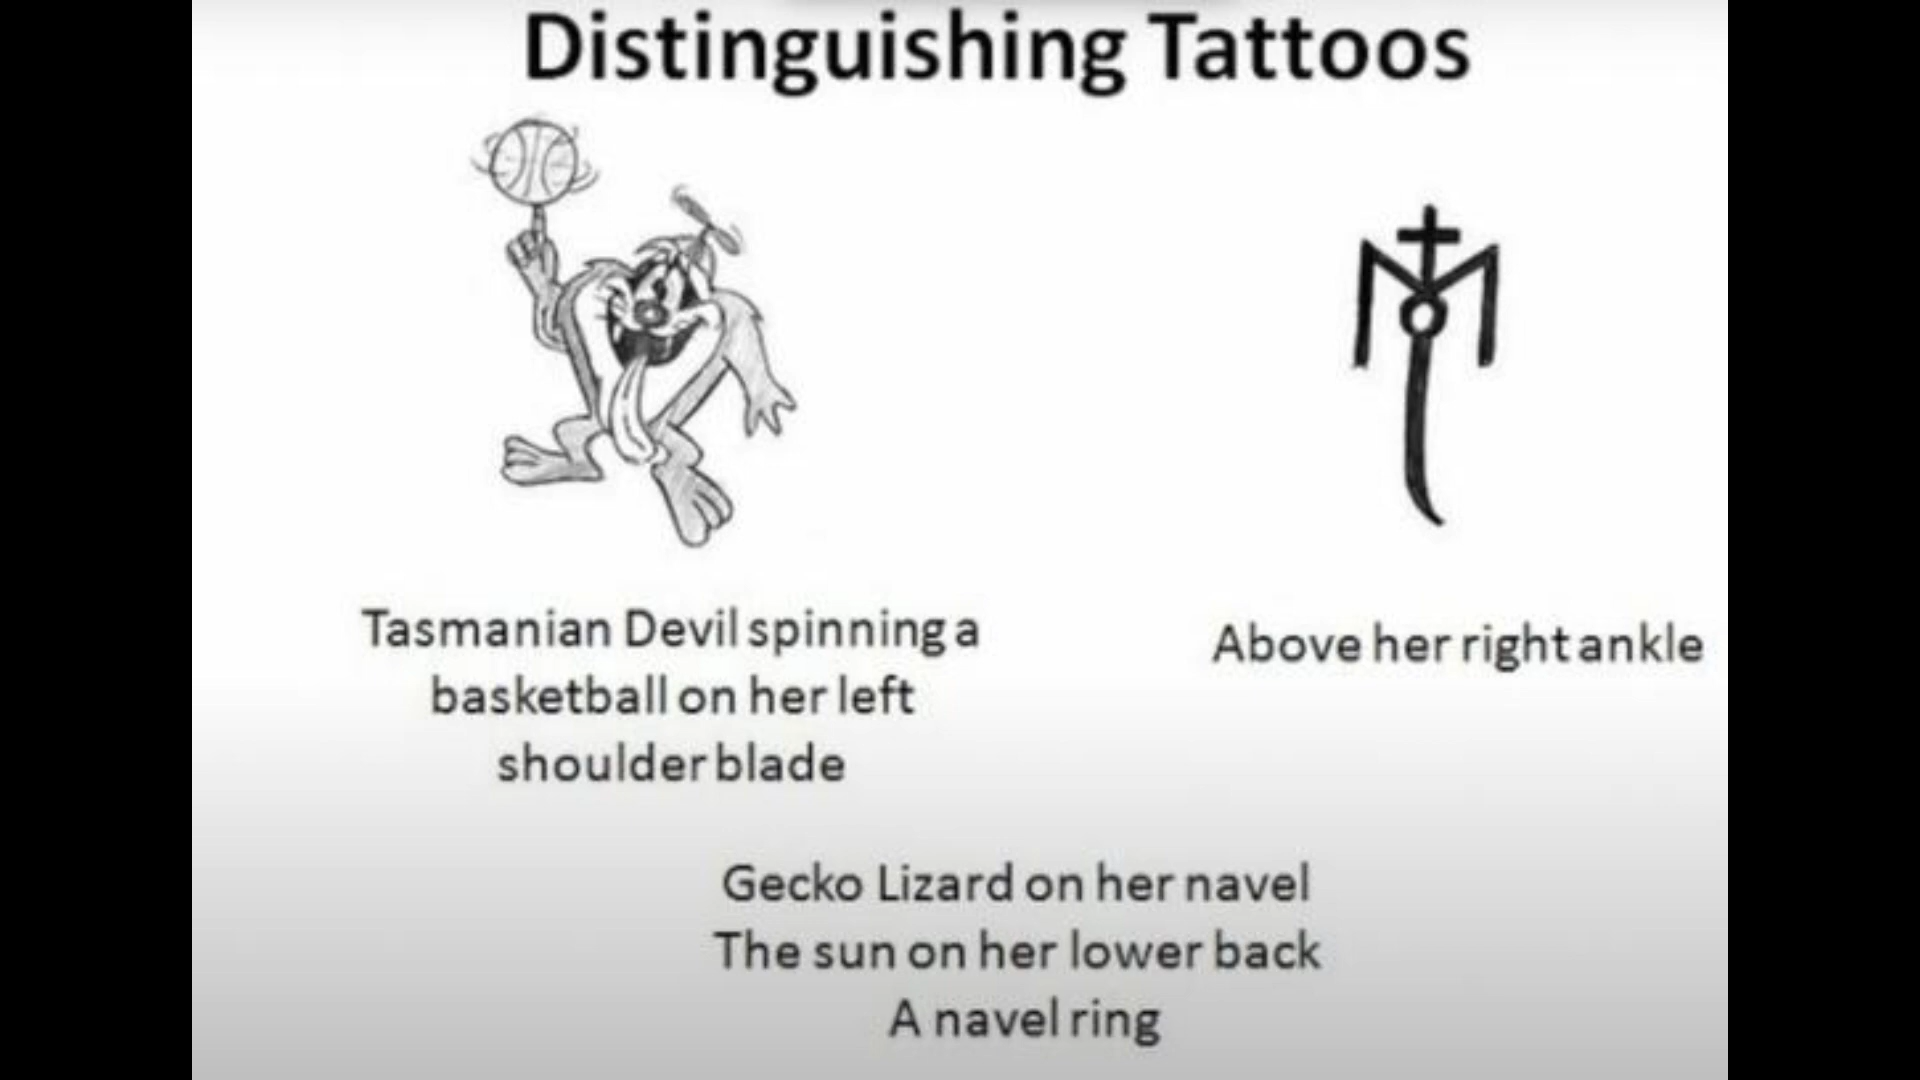 Distinguishing Tattoos
Tasmanian Devil spinning a
basketball on her left
shoulder blade
Above her right ankle
Gecko Lizard on her navel
The sun on her lower back
A navel ring